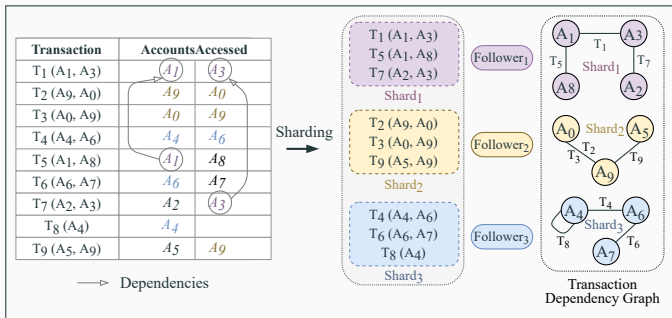 Transaction AccountsAccessed
T1 (A1, A3) A1 A3
T2 (A9, A0) A9 A0
T3 (A0, A9) A0 A9
T4 (A4, A6) A4 A6
T5 (A1, A8) A1 A8
T6 (A6, A7) A6 A7
T7 (A2, A3) A2 A3
T8 (A4) A4
T9 (A5, A9) A5 A9
Dependencies
Sharding
T1 (A1, A3)
T5 (A1, A8)
T7 (A2, A3)
Shard1
T2 (A9, A0)
T3 (A0, A9)
T9 (A5, A9)
Shard2
T4 (A4, A6)
T6 (A6, A7)
T8 (A4)
Shard3
Follower1
Follower2
Follower3
A1 A3
T1
T5 T7
Shard1
A8 A2
A0 Shard2 A5
T3 T2 T9
A9
T4
A4 A6
Shard3
T8 T6
A7
Transaction
Dependency Graph